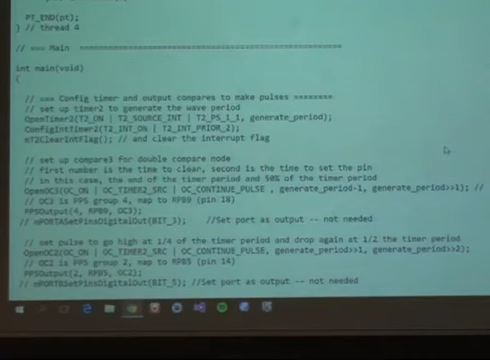 PT_END(pt);
} // thread 4
// === Main ================================================
int main(void)
{
// === Config timer and output compares to make pulses ========
// set up timer2 to generate the wave period
OpenTimer2(T2_ON | T2_SOURCE_INT | T2_PS_1_1, generate_period);
ConfigIntTimer2(T2_INT_ON | T2_INT_PRIOR_2);
mT2ClearIntFlag(); // and clear the interrupt flag
// set up compare3 for double compare mode
// first number is the time to clear, second is the time to set the pin
// in this case, the end of the timer period and 50% of the timer period
OpenOC3(OC_ON | OC_TIMER2_SRC | OC_CONTINUE_PULSE , generate_period-1, generate_period>>1); //
// OC3 is PPS group 4, map to RPB9 (pin 18)
PPSOutput(4, RPB9, OC3);
// mPORTASetPinsDigitalOut(BIT_3); //Set port as output -- not needed
// set pulse to go high at 1/4 of the timer period and drop again at 1/2 the timer period
OpenOC2(OC_ON | OC_TIMER2_SRC | OC_CONTINUE_PULSE, generate_period>>1, generate_period>>2);
// OC2 is PPS group 2, map to RPB5 (pin 14)
PPSOutput(2, RPB5, OC2);
// mPORTBSetPinsDigitalOut(BIT_5); //Set port as output -- not needed